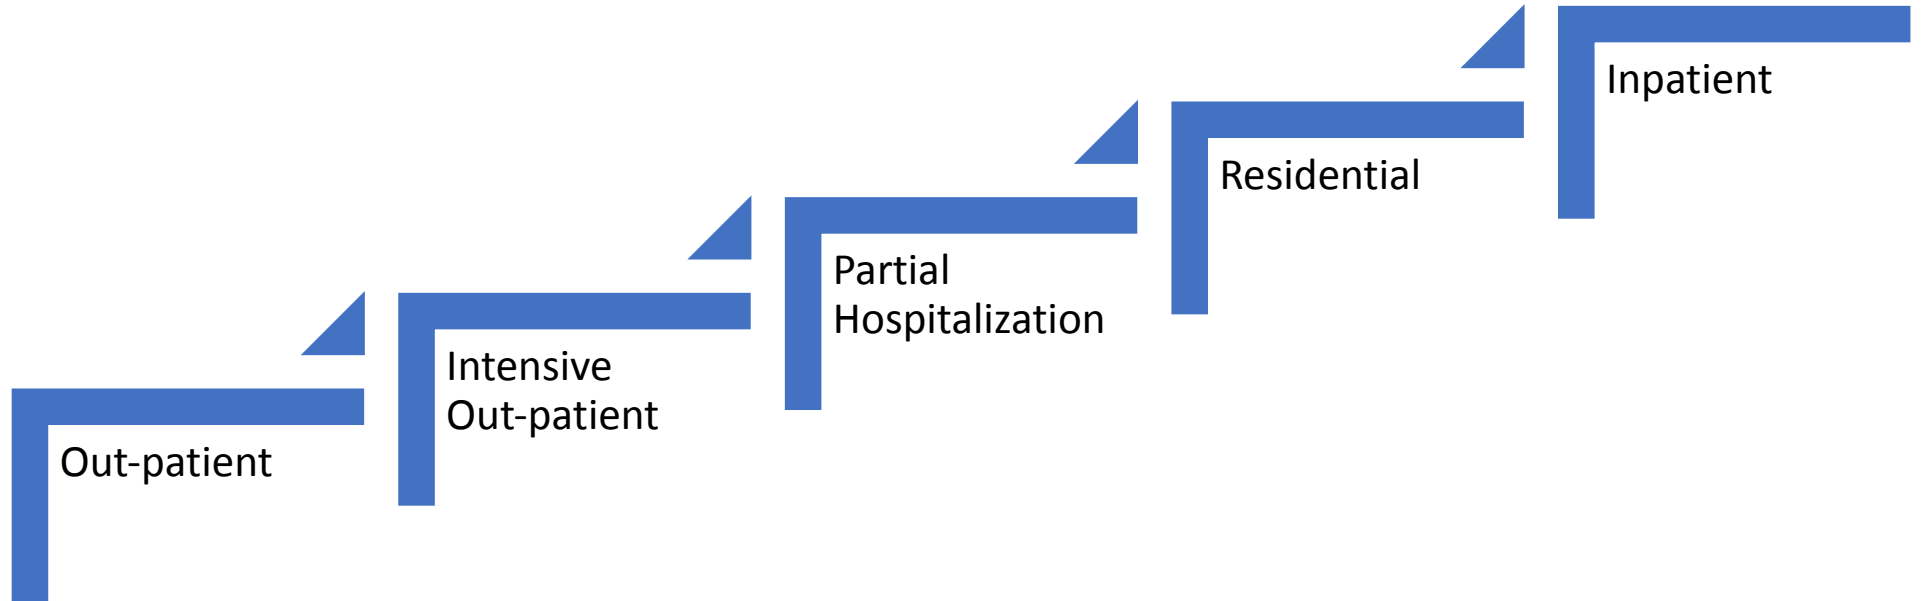 Out-patient
Intensive
Out-patient
Partial
Hospitalization
Residential
Inpatient